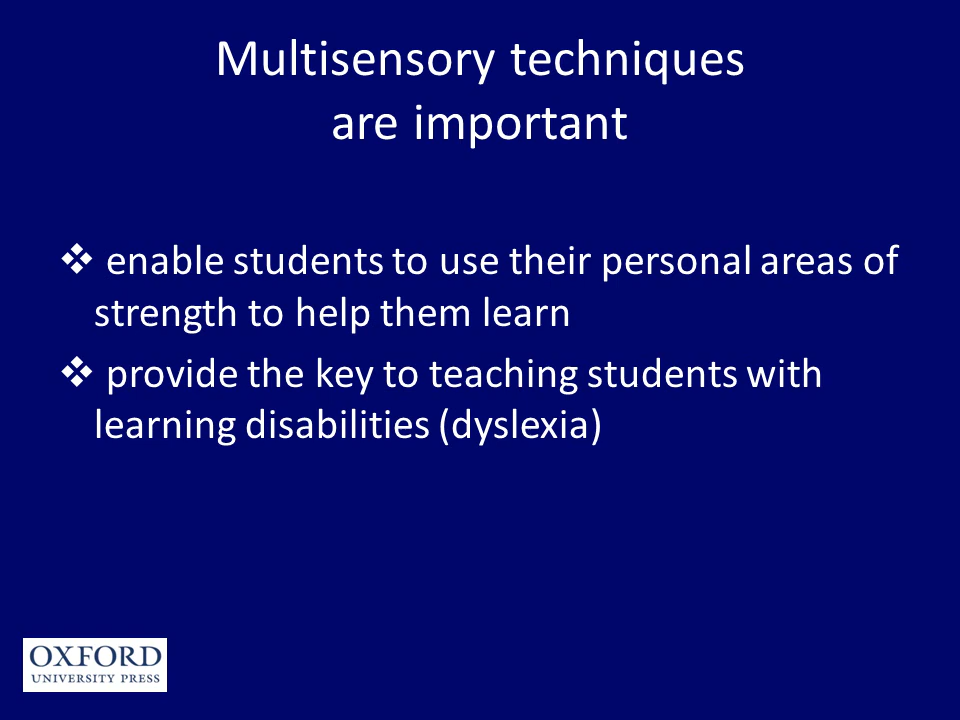 Multisensory techniques
are important
❖ enable students to use their personal areas of
strength to help them learn
❖ provide the key to teaching students with
learning disabilities (dyslexia)
OXFORD
UNIVERSITY PRESS